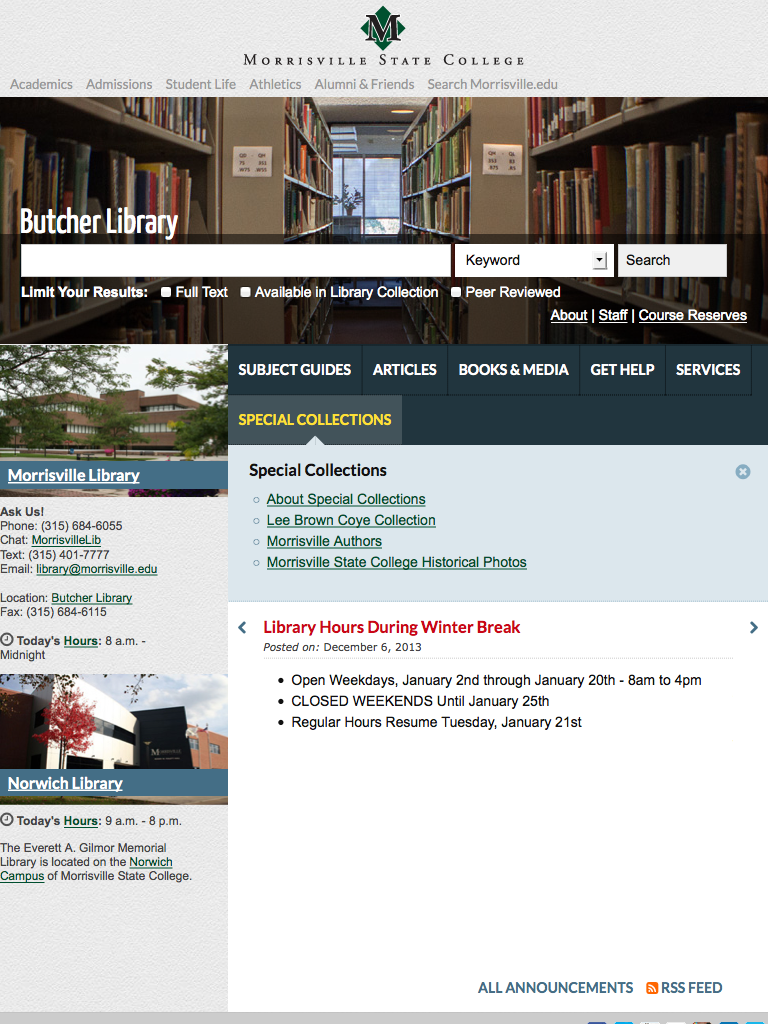 M
MORRISVILLE STATE COLLEGE
Academics Admissions Student Life Athletics Alumni & Friends Search Morrisville.edu
Butcher Library
Keyword Search
Limit Your Results: Full Text Available in Library Collection Peer Reviewed
About | Staff | Course Reserves
SUBJECT GUIDES ARTICLES BOOKS & MEDIA GET HELP SERVICES
SPECIAL COLLECTIONS
Special Collections
About Special Collections
Lee Brown Coye Collection
Morrisville Authors
Morrisville State College Historical Photos
Morrisville Library
Ask Us!
Phone: (315) 684-6055
Chat: MorrisvilleLib
Text: (315) 401-7777
Email: library@morrisville.edu
Location: Butcher Library
Fax: (315) 684-6115
Today's Hours: 8 a.m. -
Midnight
Norwich Library
Today's Hours: 9 a.m. - 8 p.m.
The Everett A. Gilmor Memorial
Library is located on the Norwich
Campus of Morrisville State College.
Library Hours During Winter Break
Posted on: December 6, 2013
Open Weekdays, January 2nd through January 20th - 8am to 4pm
CLOSED WEEKENDS Until January 25th
Regular Hours Resume Tuesday, January 21st
ALL ANNOUNCEMENTS RSS FEED